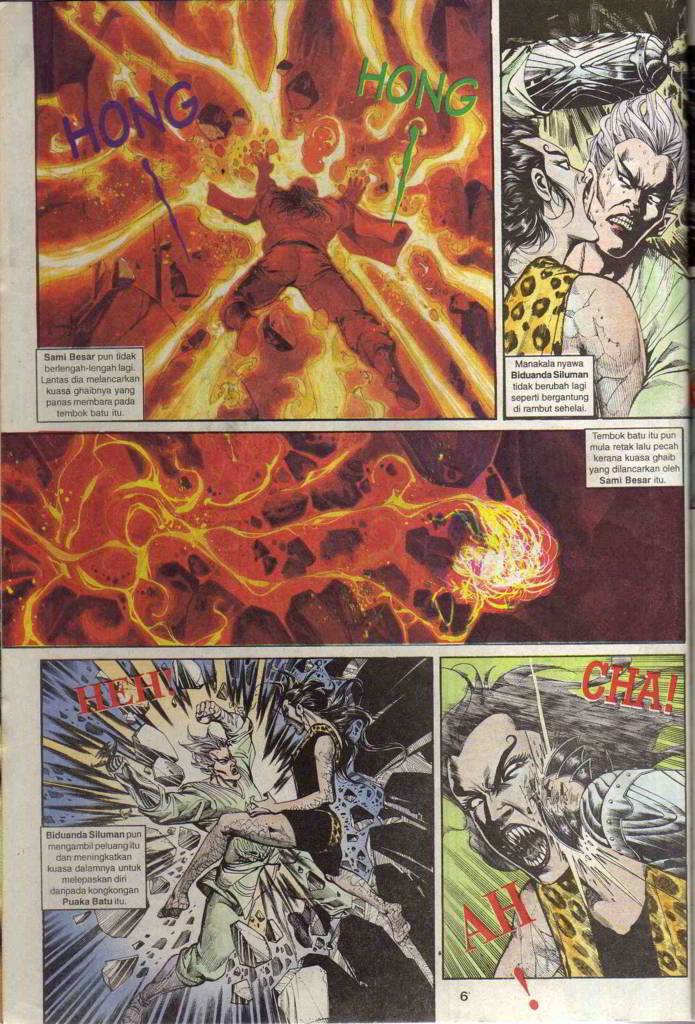 HONG
HONG
Sami Besar pun tidak
berlengah-lengah lagi.
Lantas dia melancarkan
kuasa ghaibnya yang
panas membara pada
tembok batu itu.
Manakala nyawa
Biduanda Siluman
tidak berubah lagi
seperti bergantung
di rambut sehelai.
Tembok batu itu pun
mula retak lalu pecah
kerana kuasa ghaib
yang dilancarkan oleh
Sami Besar itu.
HEH!
Biduanda Siluman pun
mengambil peluang itu
dan meningkatkan
kuasa dalamnya untuk
melepaskan diri
daripada kongkongan
Puaka Batu itu.
CHA!
AH!
6